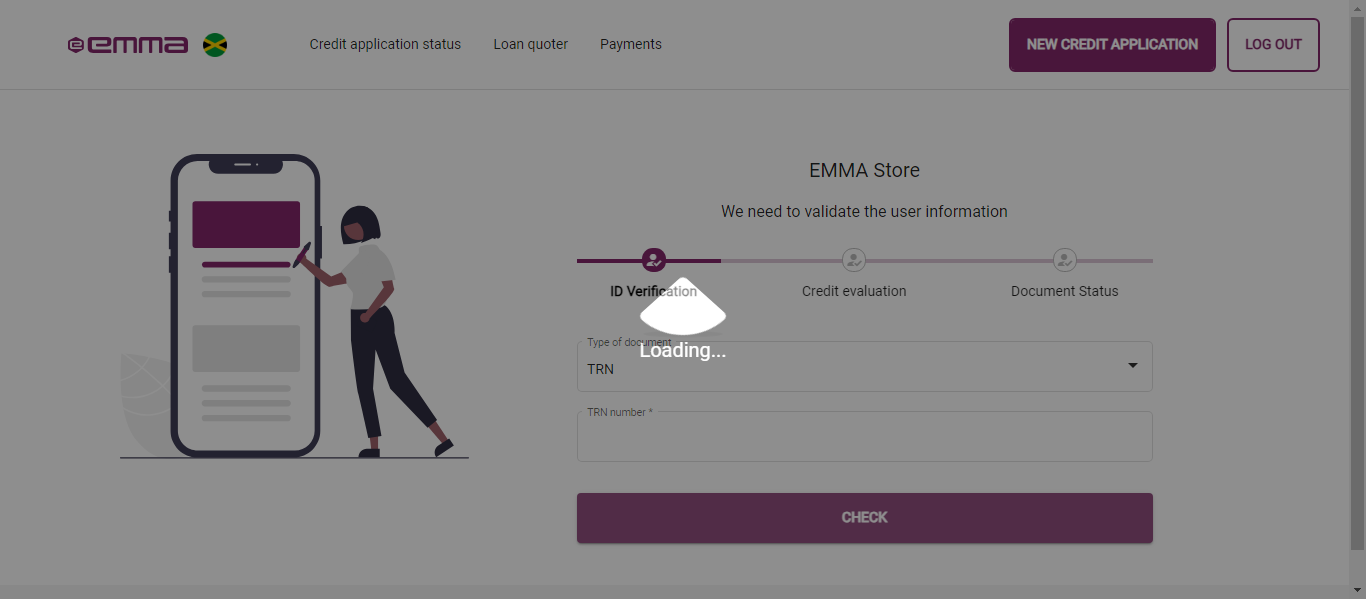 emma
Credit application status
Loan quoter
Payments
NEW CREDIT APPLICATION
LOG OUT
EMMA Store
We need to validate the user information
ID Verification
Credit evaluation
Document Status
Loading...
Type of document
TRN
TRN number *
CHECK